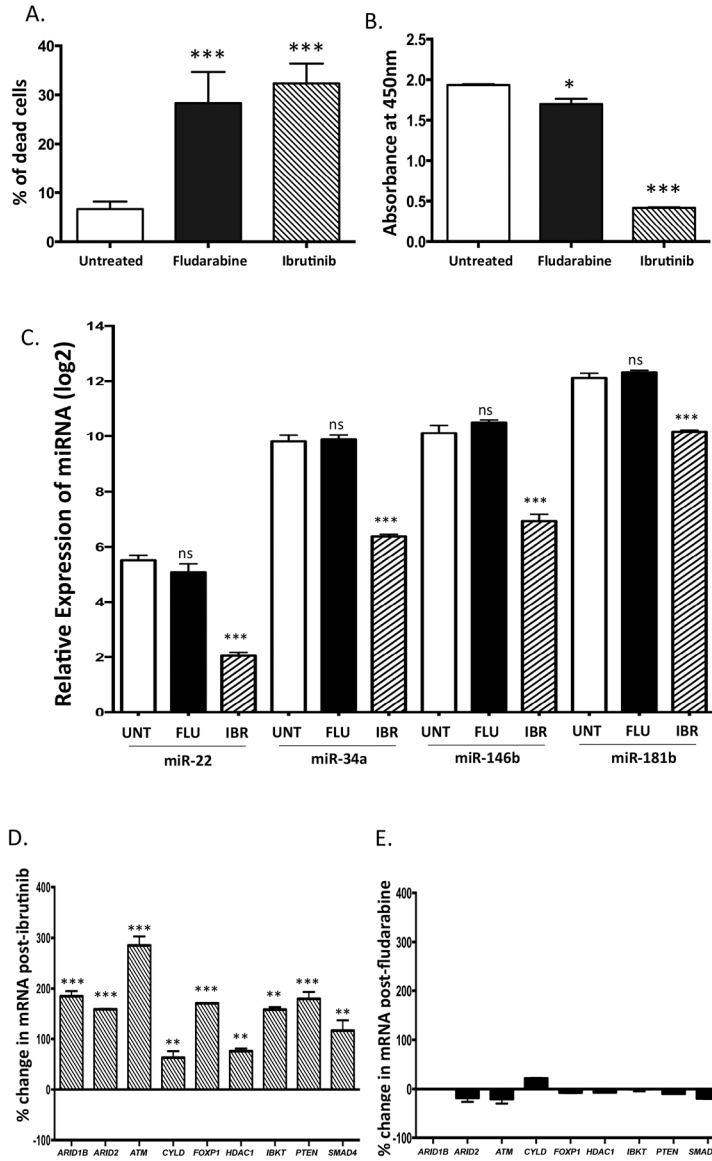 A.
% of dead cells
40
30
20
10
0
***
***
Untreated Fludarabine Ibrutinib
B.
Absorbance at 450nm
2.5
2.0
1.5
1.0
0.5
0.0
*
***
Untreated Fludarabine Ibrutinib
C.
Relative Expression of miRNA (log2)
14
12
10
8
6
4
2
0
ns
***
ns
***
ns
***
ns
***
UNT FLU IBR UNT FLU IBR UNT FLU IBR UNT FLU IBR
miR-22 miR-34a miR-146b miR-181b
D.
% change in mRNA post-ibrutinib
400
300
200
100
0
-100
*** *** *** ** *** ** ** *** **
ARID1B ARID2 ATM CYLD FOXP1 HDAC1 IBKT PTEN SMAD4
E.
% change in mRNA post-fludarabine
400
300
200
100
0
-100
ARID1B ARID2 ATM CYLD FOXP1 HDAC1 IBKT PTEN SMAD